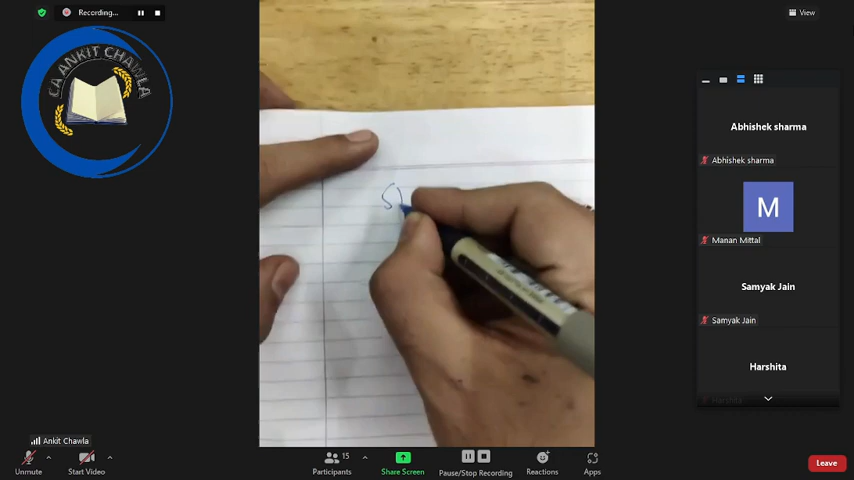 Recording...
View
CA ANKIT CHAWLA
Abhishek sharma
Abhishek sharma
M
Manan Mittal
Samyak Jain
Samyak Jain
Harshita
Harshita
Ankit Chawla
15
Unmute
Start Video
Participants
Share Screen
Pause/Stop Recording
Reactions
Apps
Leave